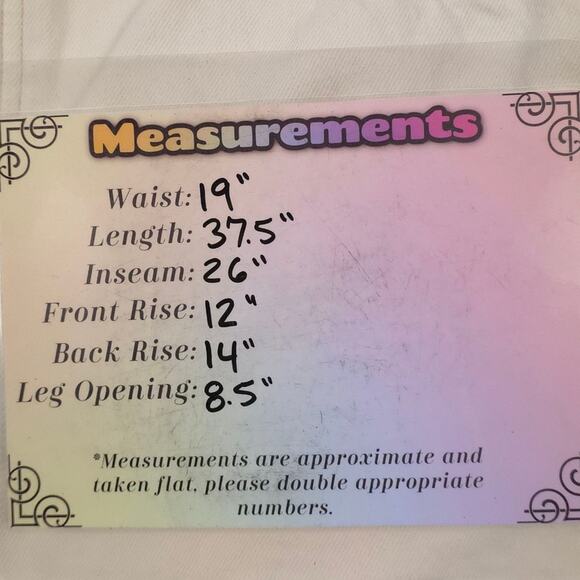 Measurements
Waist: 19"
Length: 37.5"
Inseam: 26"
Front Rise: 12"
Back Rise: 14"
Leg Opening: 8.5"
*Measurements are approximate and
taken flat, please double appropriate
numbers.